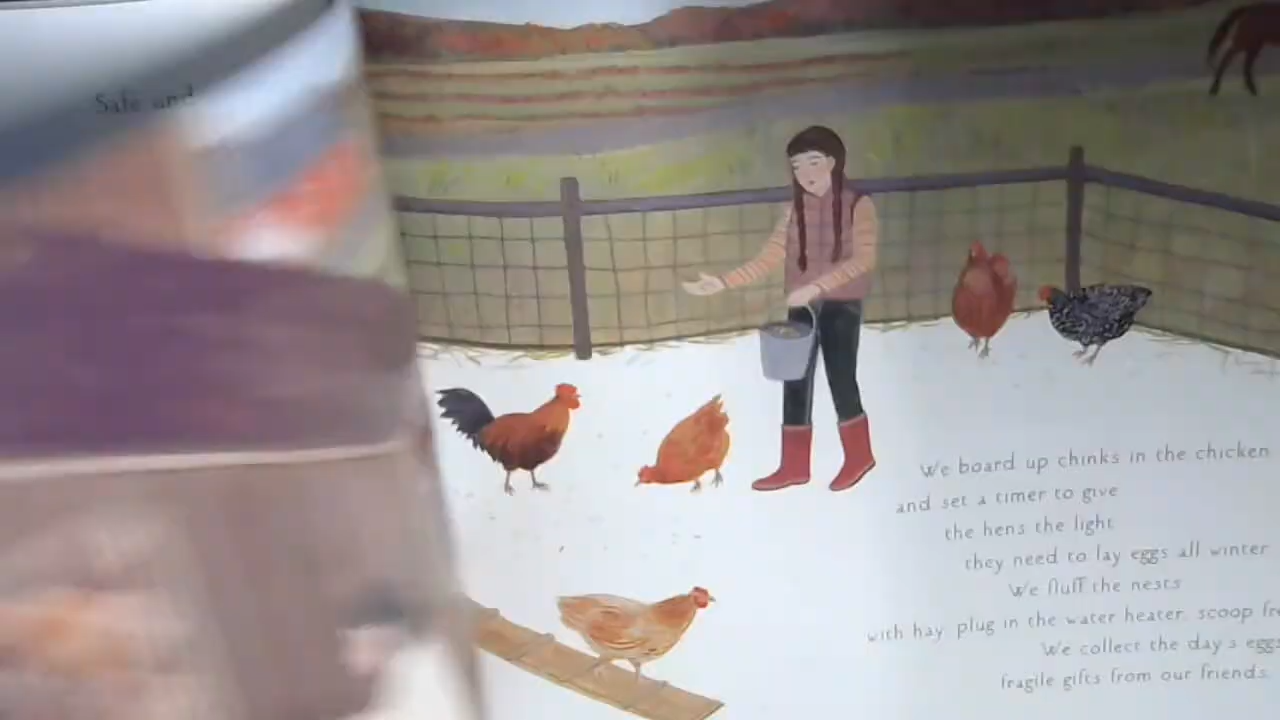 Safe and
We board up chinks in the chicken
and set a timer to give
the hens the light
they need to lay eggs all winter
We fluff the nests
with hay, plug in the water heater, scoop
We collect the day's eggs
fragile gifts from our friends.